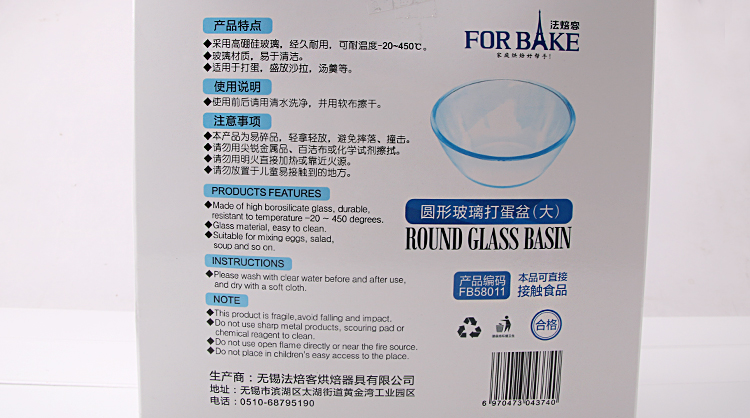 产品特点
◆采用高硼硅玻璃，经久耐用，可耐温度-20~450℃。
◆玻璃材质，易于清洁。
◆适用于打蛋，盛放沙拉，汤羹等。
使用说明
◆使用前后请用清水洗净，并用软布擦干。
注意事项
◆本产品为易碎品，轻拿轻放，避免摔落、撞击。
◆请勿用尖锐金属品、百洁布或化学试剂擦拭。
◆请勿用明火直接加热或靠近火源。
◆请勿放置于儿童易接触到的地方。
PRODUCTS FEATURES
◆Made of high borosilicate glass, durable,
resistant to temperature -20 ~ 450 degrees.
◆Glass material, easy to clean.
◆Suitable for mixing eggs, salad,
soup and so on.
INSTRUCTIONS
◆Please wash with clear water before and after use,
and dry with a soft cloth.
NOTE
◆This product is fragile,avoid falling and impact.
◆Do not use sharp metal products, scouring pad or
chemical reagent to clean.
◆Do not use open flame directly or near the fire source.
◆Do not place in children's easy access to the place.
生产商：无锡法焙客烘焙器具有限公司
地址：无锡市滨湖区太湖街道黄金湾工业园区
电话：0510-68795190
法焙客
FOR BAKE
家庭烘焙好帮手！
圆形玻璃打蛋盆(大)
ROUND GLASS BASIN
产品编码
FB58011
本品可直接
接触食品
合格
6 970473 043740